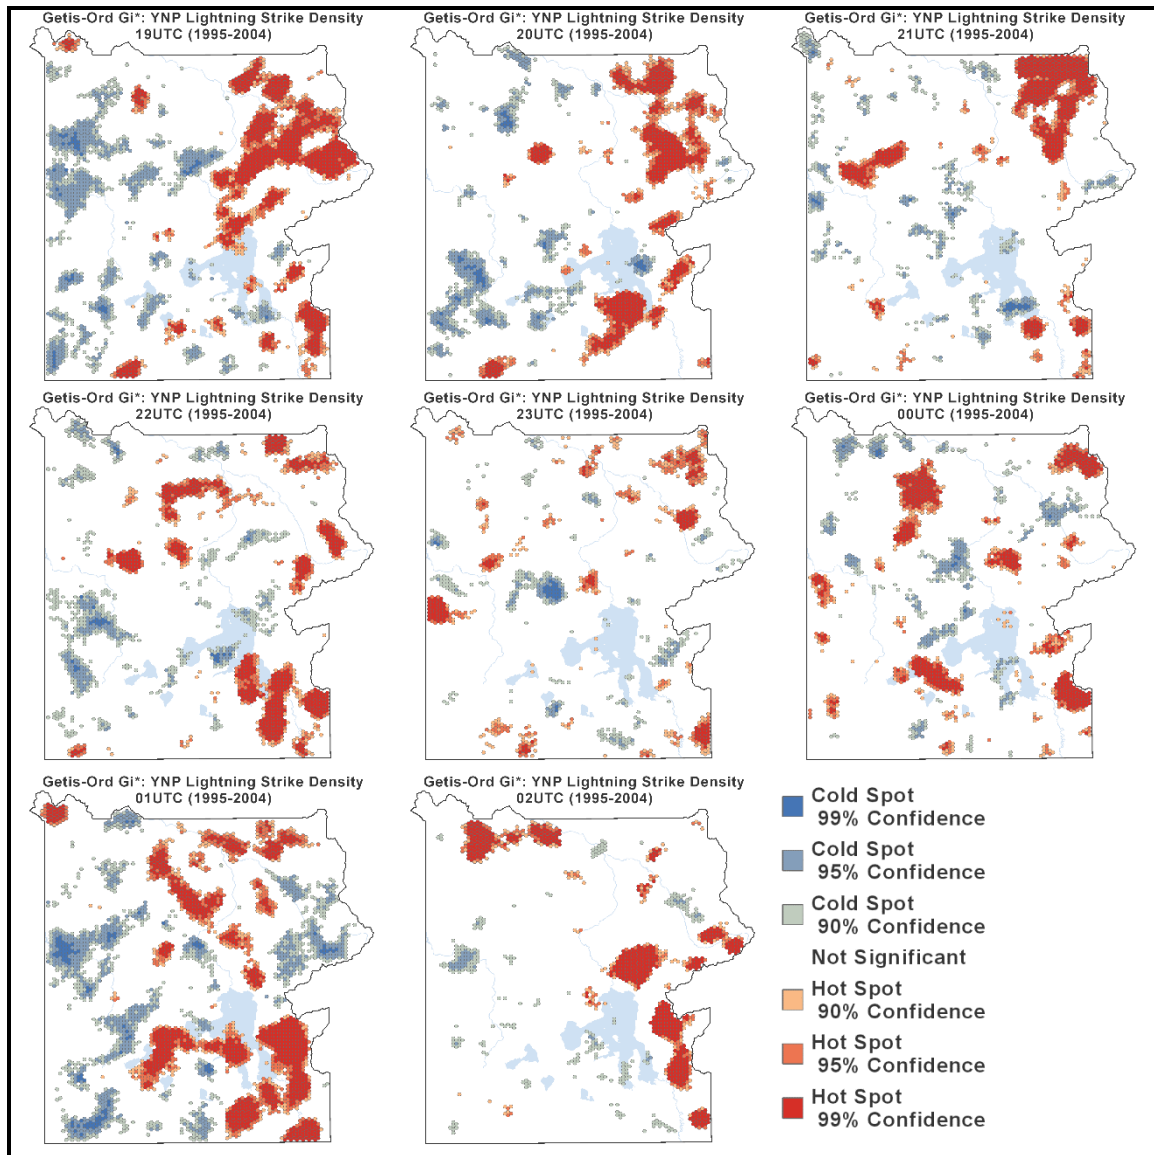 Getis-Ord Gi*: YNP Lightning Strike Density
19UTC (1995-2004)
Getis-Ord Gi*: YNP Lightning Strike Density
20UTC (1995-2004)
Getis-Ord Gi*: YNP Lightning Strike Density
21UTC (1995-2004)
Getis-Ord Gi*: YNP Lightning Strike Density
22UTC (1995-2004)
Getis-Ord Gi*: YNP Lightning Strike Density
23UTC (1995-2004)
Getis-Ord Gi*: YNP Lightning Strike Density
00UTC (1995-2004)
Getis-Ord Gi*: YNP Lightning Strike Density
01UTC (1995-2004)
Getis-Ord Gi*: YNP Lightning Strike Density
02UTC (1995-2004)
Cold Spot
99% Confidence
Cold Spot
95% Confidence
Cold Spot
90% Confidence
Not Significant
Hot Spot
90% Confidence
Hot Spot
95% Confidence
Hot Spot
99% Confidence